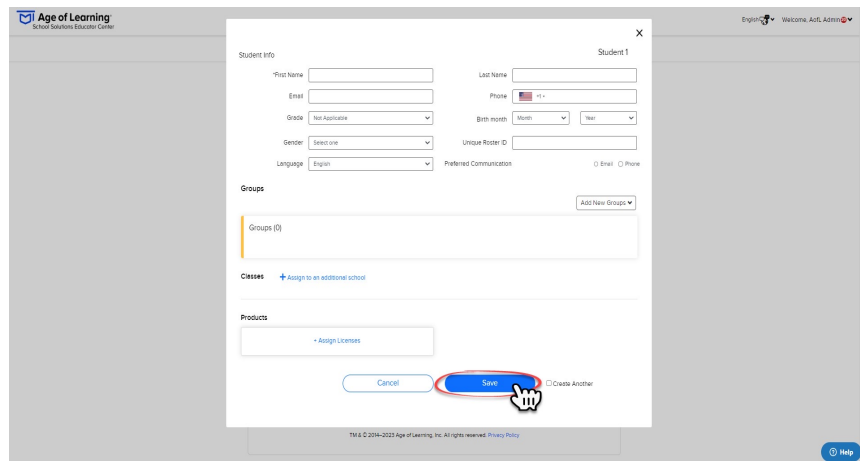 Age of Learning
School Solutions Educator Center
English
Welcome, AofL Admin
X
Student Info
Student 1
*First Name
Last Name
Email
Phone
+1
Grade
Not Applicable
Birth month
Month
Year
Gender
Select one
Unique Roster ID
Language
English
Preferred Communication
Email
Phone
Groups
Add New Groups
Groups (0)
Classes
+ Assign to an additional school
Products
+ Assign Licenses
Cancel
Save
Create Another
TM & © 2014–2023 Age of Learning, Inc. All rights reserved. Privacy Policy
Help